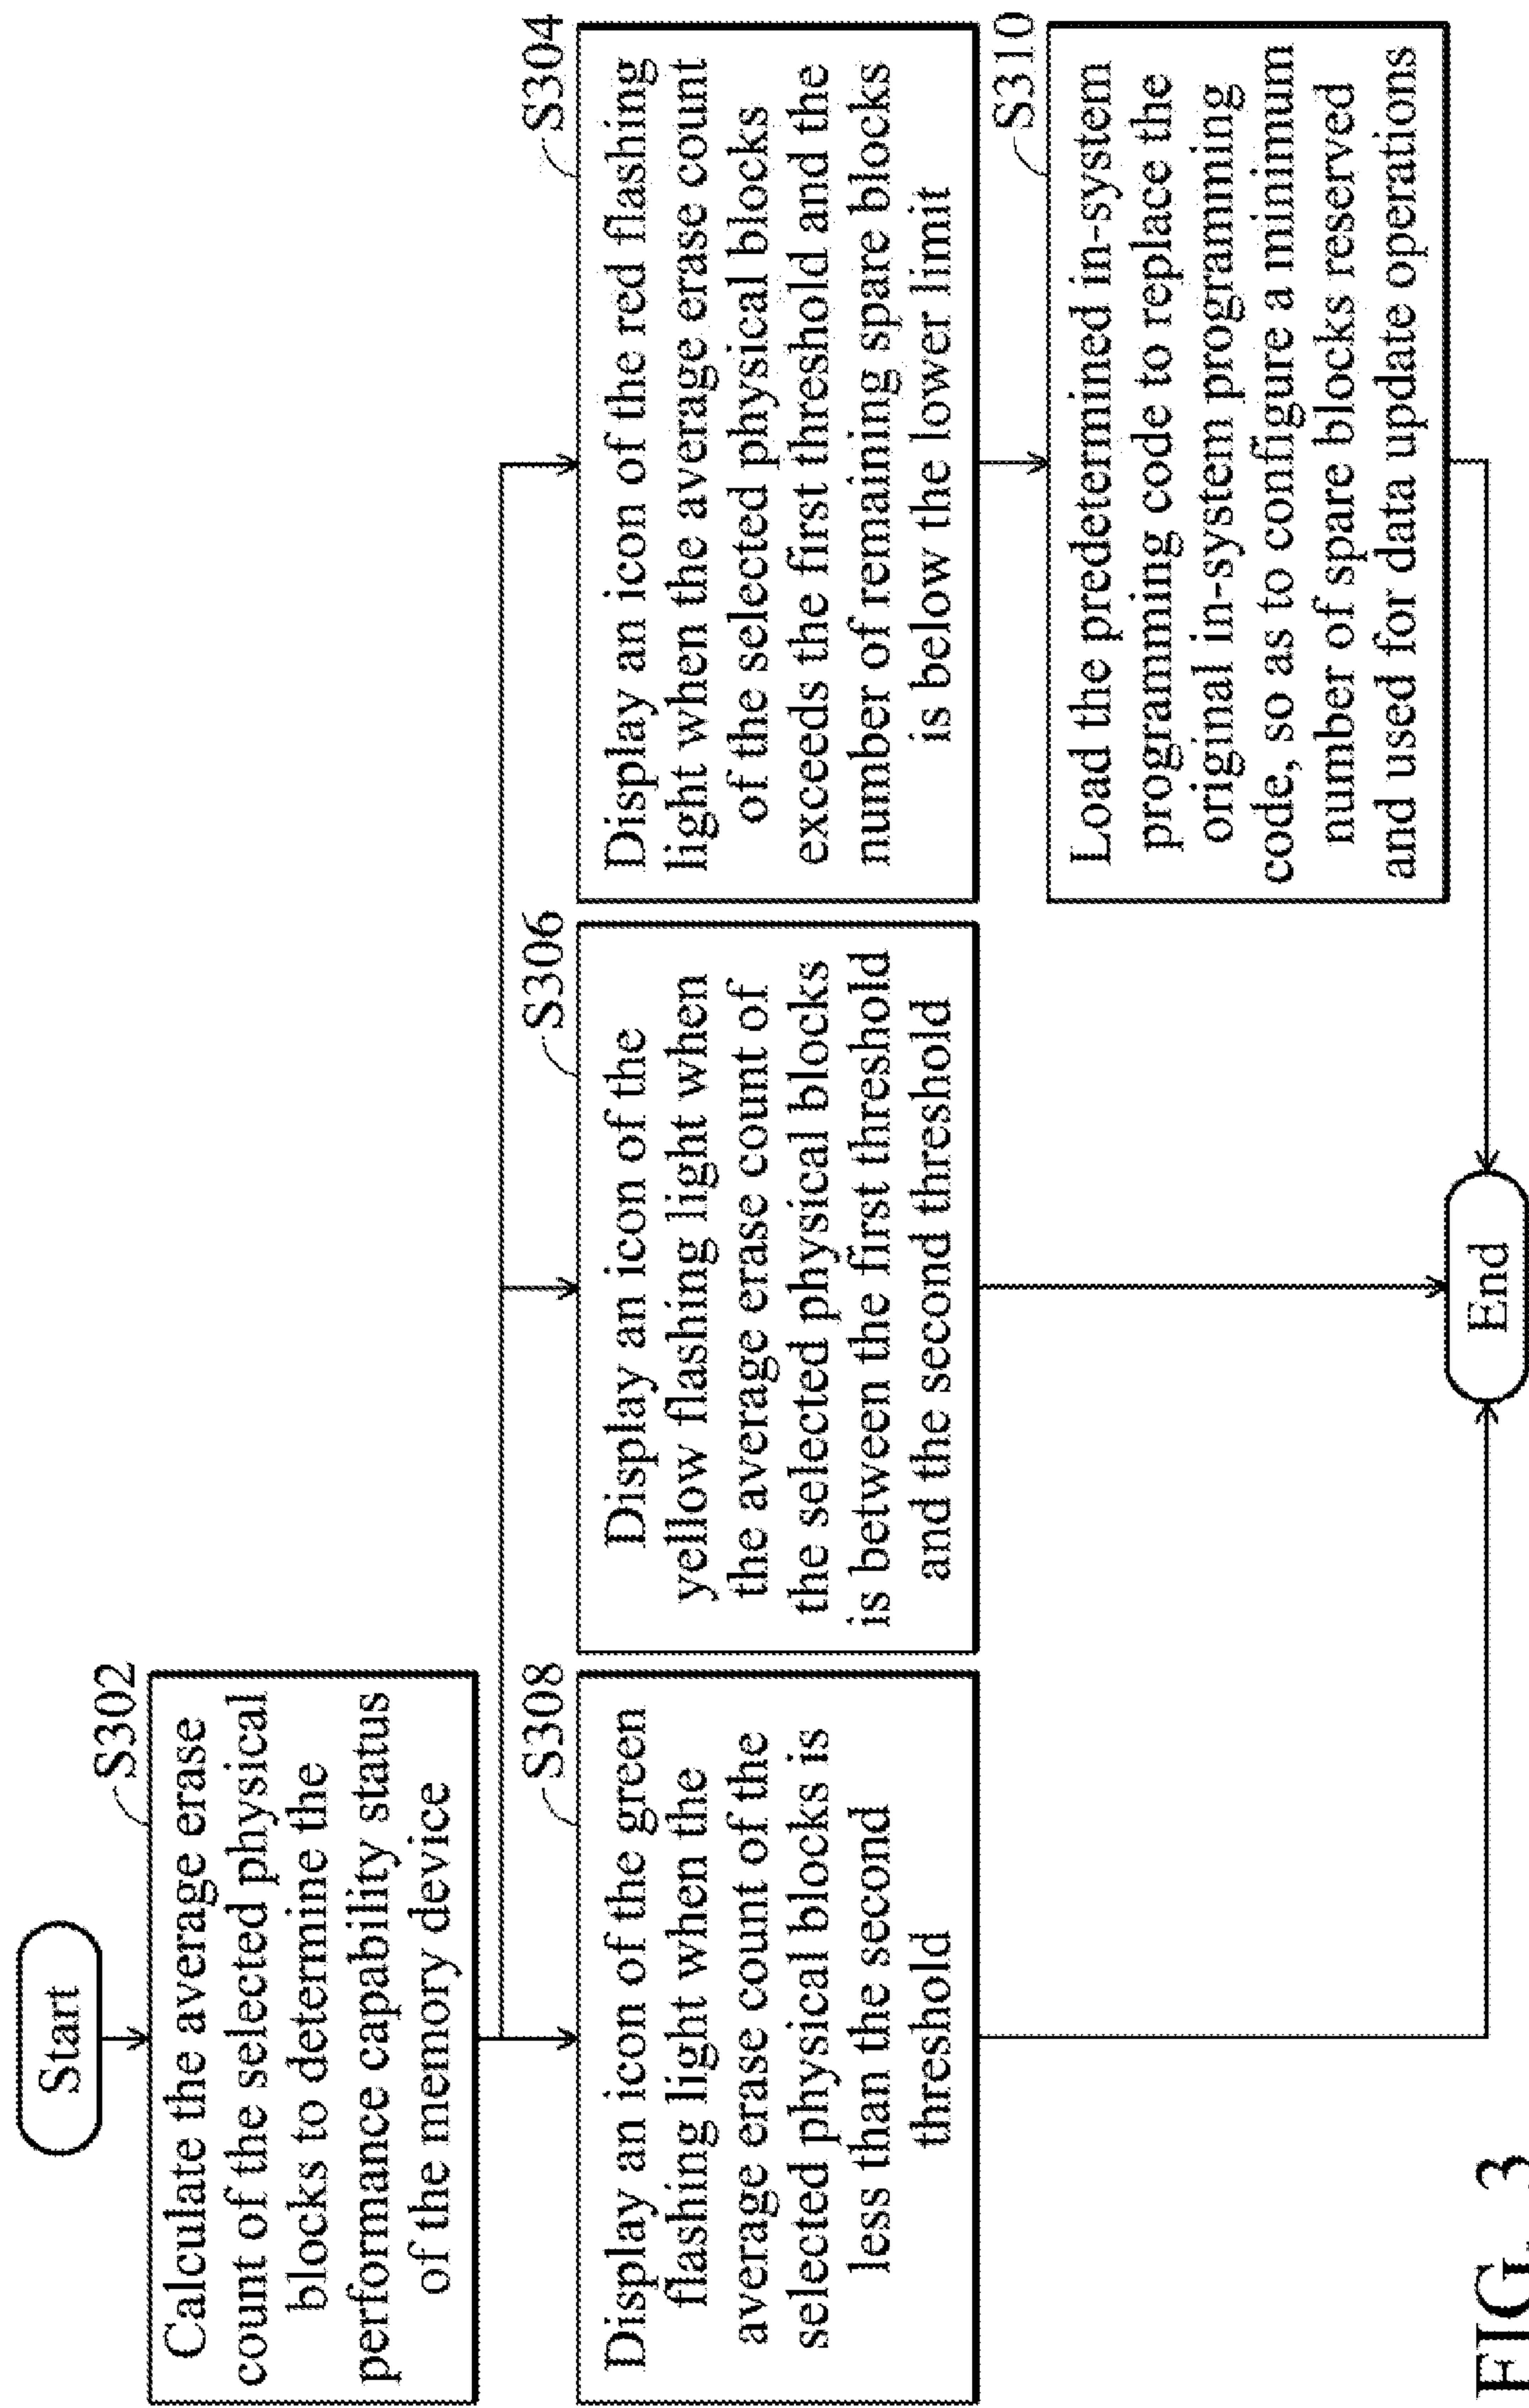 Start
S302
Calculate the average erase
count of the selected physical
blocks to determine the
performance capability status
of the memory device
S308
Display an icon of the green
flashing light when the
average erase count of the
selected physical blocks is
less than the second
threshold
S306
Display an icon of the
yellow flashing light when
the average erase count of
the selected physical blocks
is between the first threshold
and the second threshold
S304
Display an icon of the red flashing
light when the average erase count
of the selected physical blocks
exceeds the first threshold and the
number of remaining spare blocks
is below the lower limit
S310
Load the predetermined in-system
programming code to replace the
original in-system programming
code, so as to configure a minimum
number of spare blocks reserved
and used for data update operations
End
FIG. 3